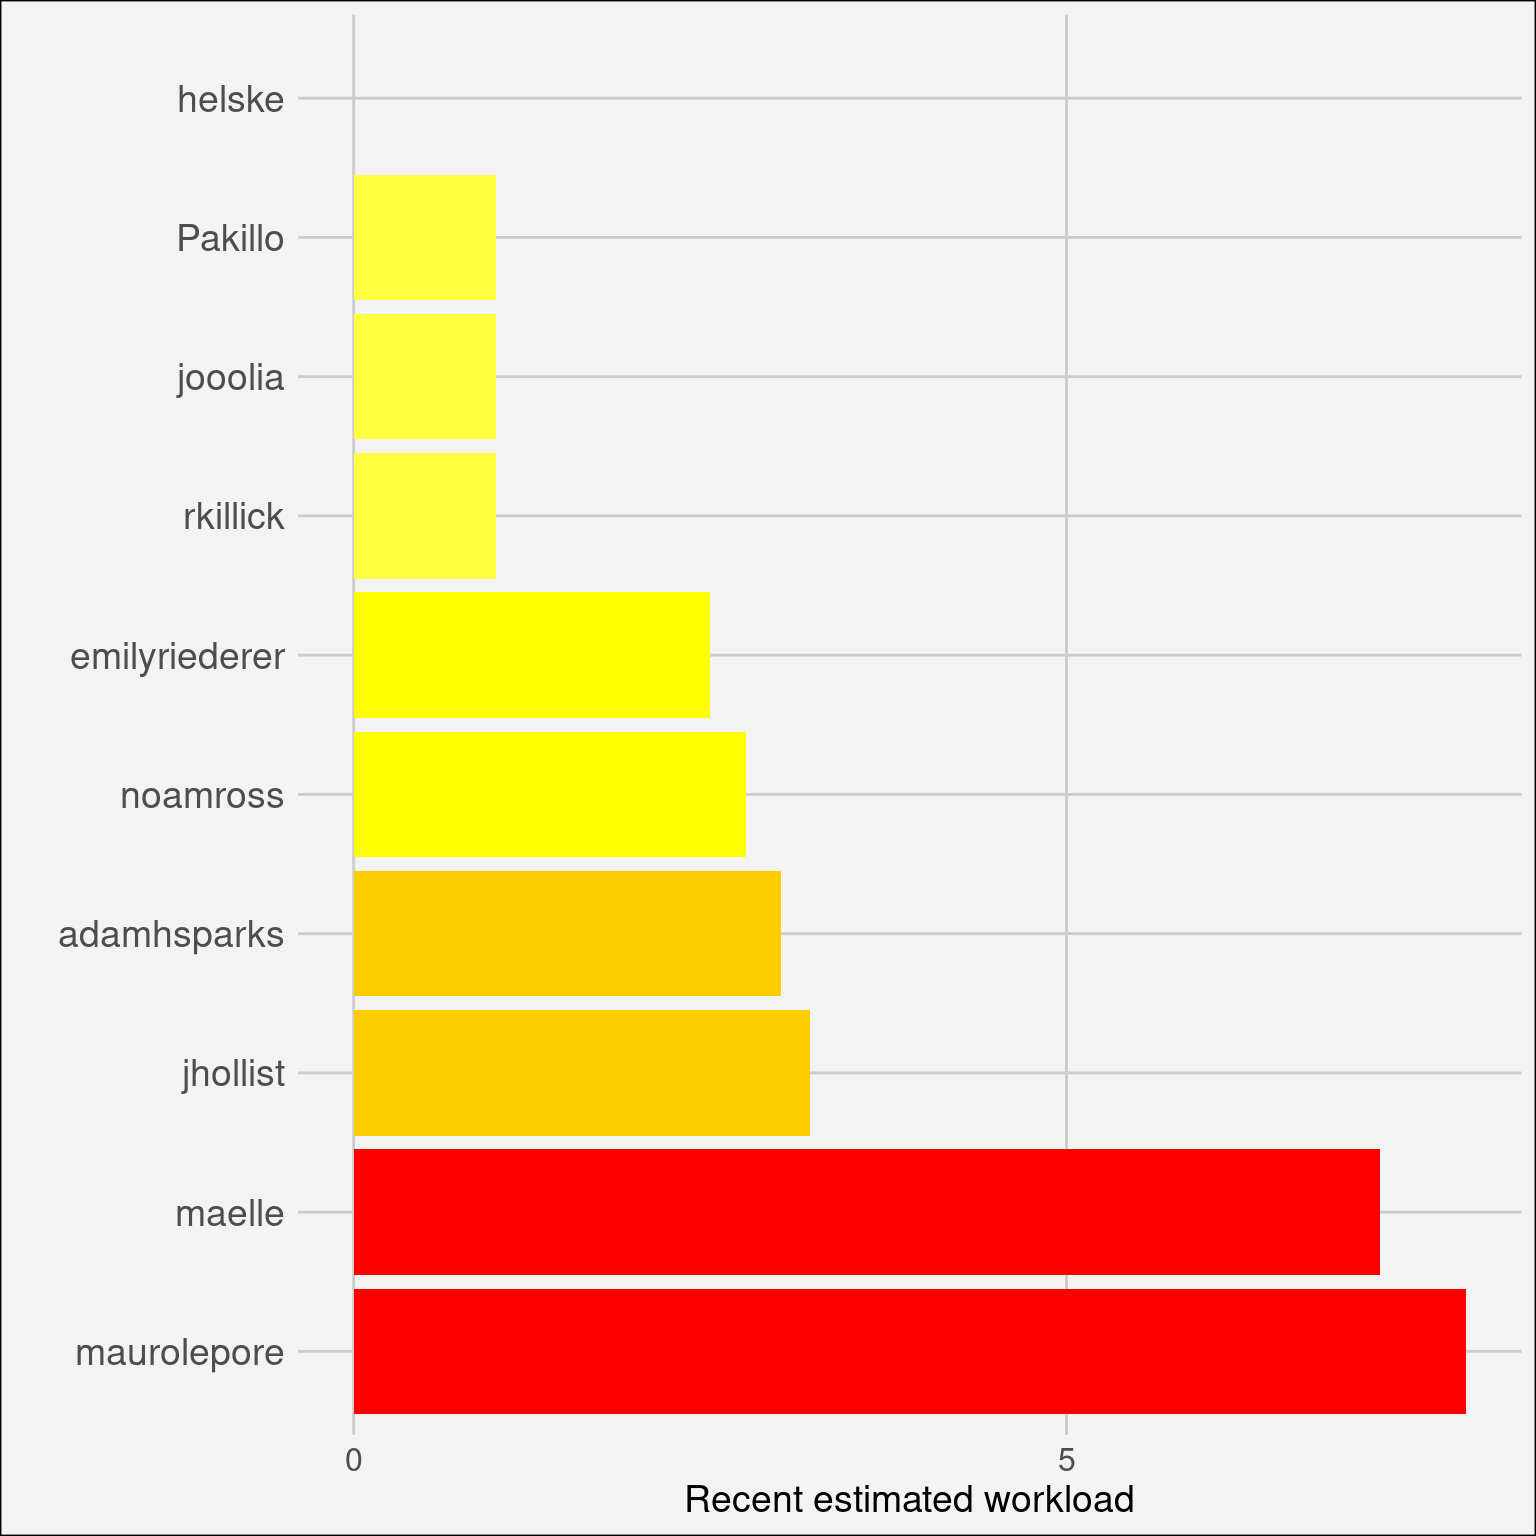 helske
Pakillo
jooolia
rkillick
emilyriederer
noamross
adamhsparks
jhollist
maelle
maurolepore
0 5
Recent estimated workload